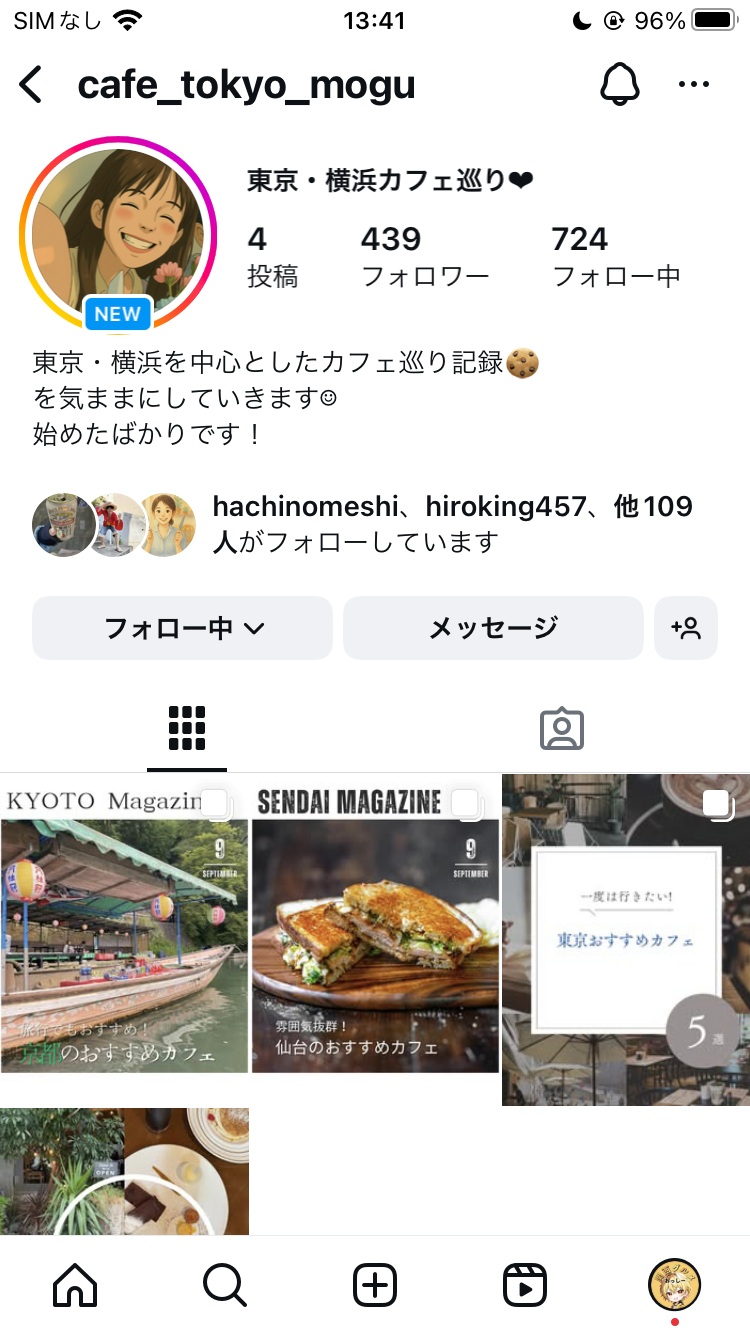 SIMなし 13:41 96%
cafe_tokyo_mogu
東京・横浜カフェ巡り❤
4 439 724
投稿 フォロワー フォロー中
NEW
東京・横浜を中心としたカフェ巡り記録🍪
を気ままにしていきます☺
始めたばかりです！
hachinomeshi、hiroking457、他109
人がフォローしています
フォロー中 メッセージ
KYOTO Magazin
9
SEPTEMBER
旅行でもおすすめ！
京都のおすすめカフェ
SENDAI MAGAZINE
9
SEPTEMBER
雰囲気抜群！
仙台のおすすめカフェ
一度は行きたい!
東京おすすめカフェ
5選
OPEN